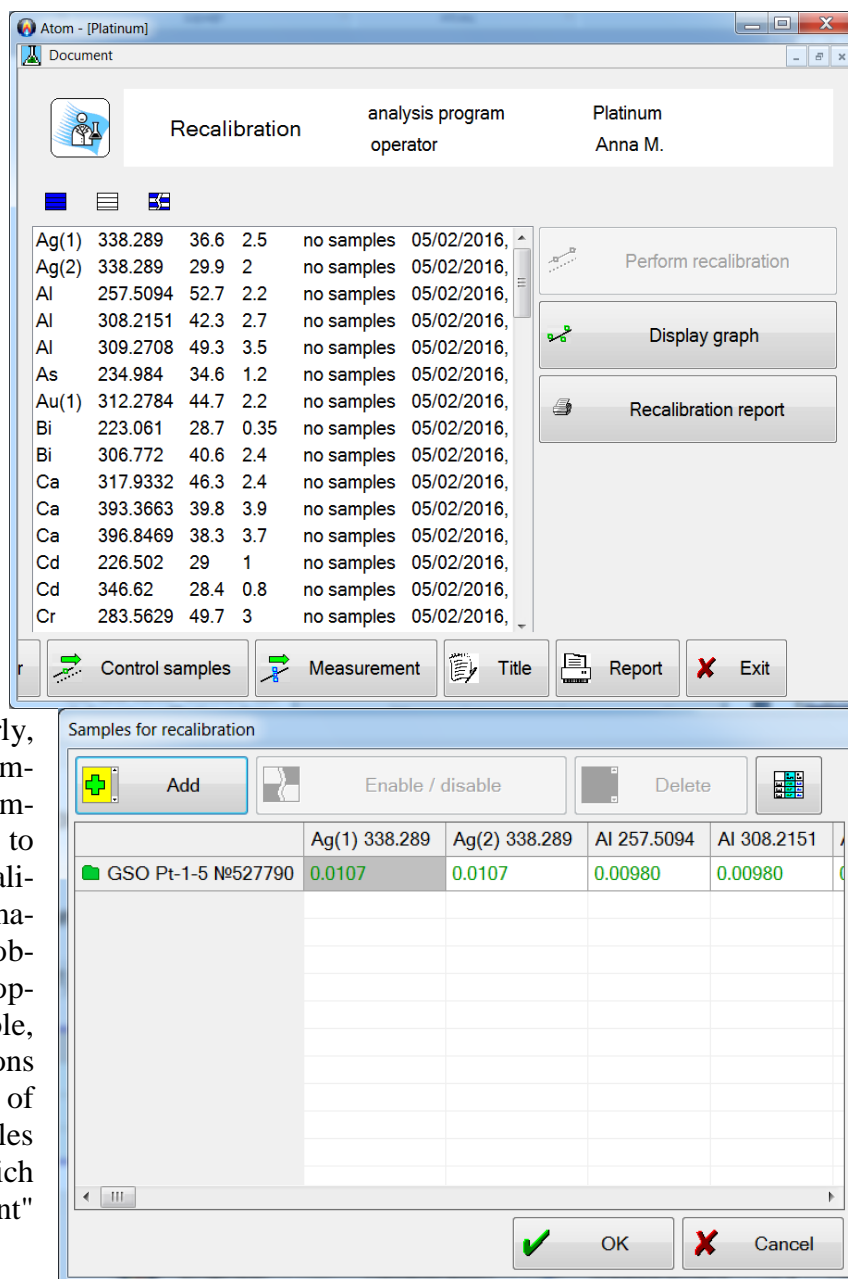 Atom - [Platinum]
Document
Recalibration
analysis program Platinum
operator Anna M.
Ag(1) 338.289 36.6 2.5 no samples 05/02/2016,
Ag(2) 338.289 29.9 2 no samples 05/02/2016,
Al 257.5094 52.7 2.2 no samples 05/02/2016,
Al 308.2151 42.3 2.7 no samples 05/02/2016,
Al 309.2708 49.3 3.5 no samples 05/02/2016,
As 234.984 34.6 1.2 no samples 05/02/2016,
Au(1) 312.2784 44.7 2.2 no samples 05/02/2016,
Bi 223.061 28.7 0.35 no samples 05/02/2016,
Bi 306.772 40.6 2.4 no samples 05/02/2016,
Ca 317.9332 46.3 2.4 no samples 05/02/2016,
Ca 393.3663 39.8 3.9 no samples 05/02/2016,
Ca 396.8469 38.3 3.7 no samples 05/02/2016,
Cd 226.502 29 1 no samples 05/02/2016,
Cd 346.62 28.4 0.8 no samples 05/02/2016,
Cr 283.5629 49.7 3 no samples 05/02/2016,
Perform recalibration
Display graph
Recalibration report
r Control samples Measurement Title Report Exit
rly,
m-
m-
to
ali-
na-
ob-
op-
ole,
ons
of
les
ich
nt"
Samples for recalibration
Add Enable / disable Delete
Ag(1) 338.289 Ag(2) 338.289 Al 257.5094 Al 308.2151
GSO Pt-1-5 №527790 0.0107 0.0107 0.00980 0.00980
OK Cancel